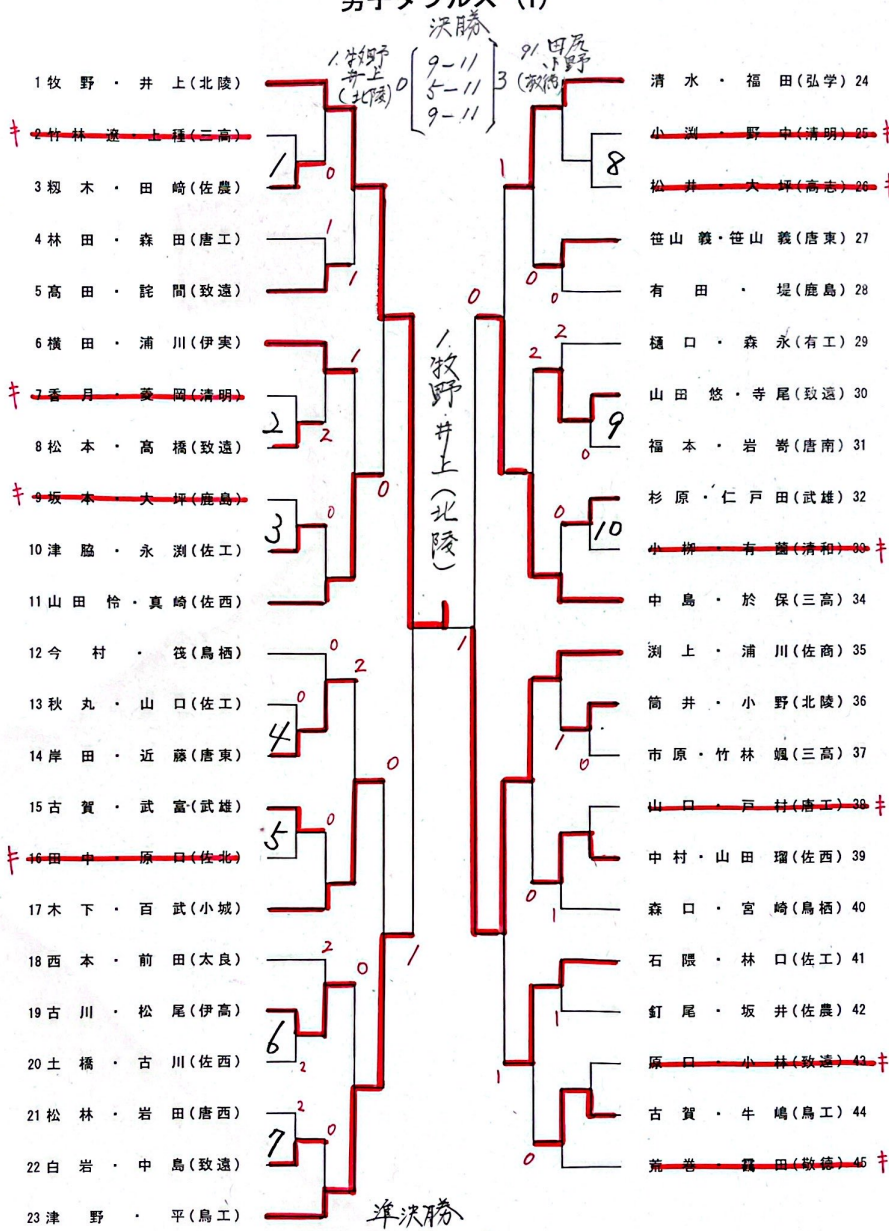 男子ダブルス (1)
決勝
1. 牧野 井上 (北陵) 0 [ 9-11 5-11 9-11 ] 3 91. 田尻 小野 (敬徳)
1 牧野・井上(北陵)
2 竹林遼・上種(三高)
3 籾木・田﨑(佐農)
4 林田・森田(唐工)
5 髙田・詫間(致遠)
6 横田・浦川(伊実)
7 香月・菱岡(清明)
8 松本・髙橋(致遠)
9 坂本・大坪(鹿島)
10 津脇・永渕(佐工)
11 山田怜・真崎(佐西)
12 今村・筏(鳥栖)
13 秋丸・山口(佐工)
14 岸田・近藤(唐東)
15 古賀・武富(武雄)
16 田中・原口(佐北)
17 木下・百武(小城)
18 西本・前田(太良)
19 古川・松尾(伊高)
20 土橋・古川(佐西)
21 松林・岩田(唐西)
22 白岩・中島(致遠)
23 津野・平(鳥工)
1. 牧野・井上(北陵)
準決勝
清水・福田(弘学) 24
小渕・野中(清明) 25
松井・大坪(高志) 26
笹山義・笹山義(唐東) 27
有田・堤(鹿島) 28
樋口・森永(有工) 29
山田悠・寺尾(致遠) 30
福本・岩嵜(唐南) 31
杉原・仁戸田(武雄) 32
小柳・有薗(清和) 33
中島・於保(三高) 34
渕上・浦川(佐商) 35
筒井・小野(北陵) 36
市原・竹林颯(三高) 37
山口・戸村(唐工) 38
中村・山田瑠(佐西) 39
森口・宮崎(鳥栖) 40
石隈・林口(佐工) 41
釘尾・坂井(佐農) 42
原口・小林(致遠) 43
古賀・牛嶋(鳥工) 44
荒巻・靍田(敬徳) 45